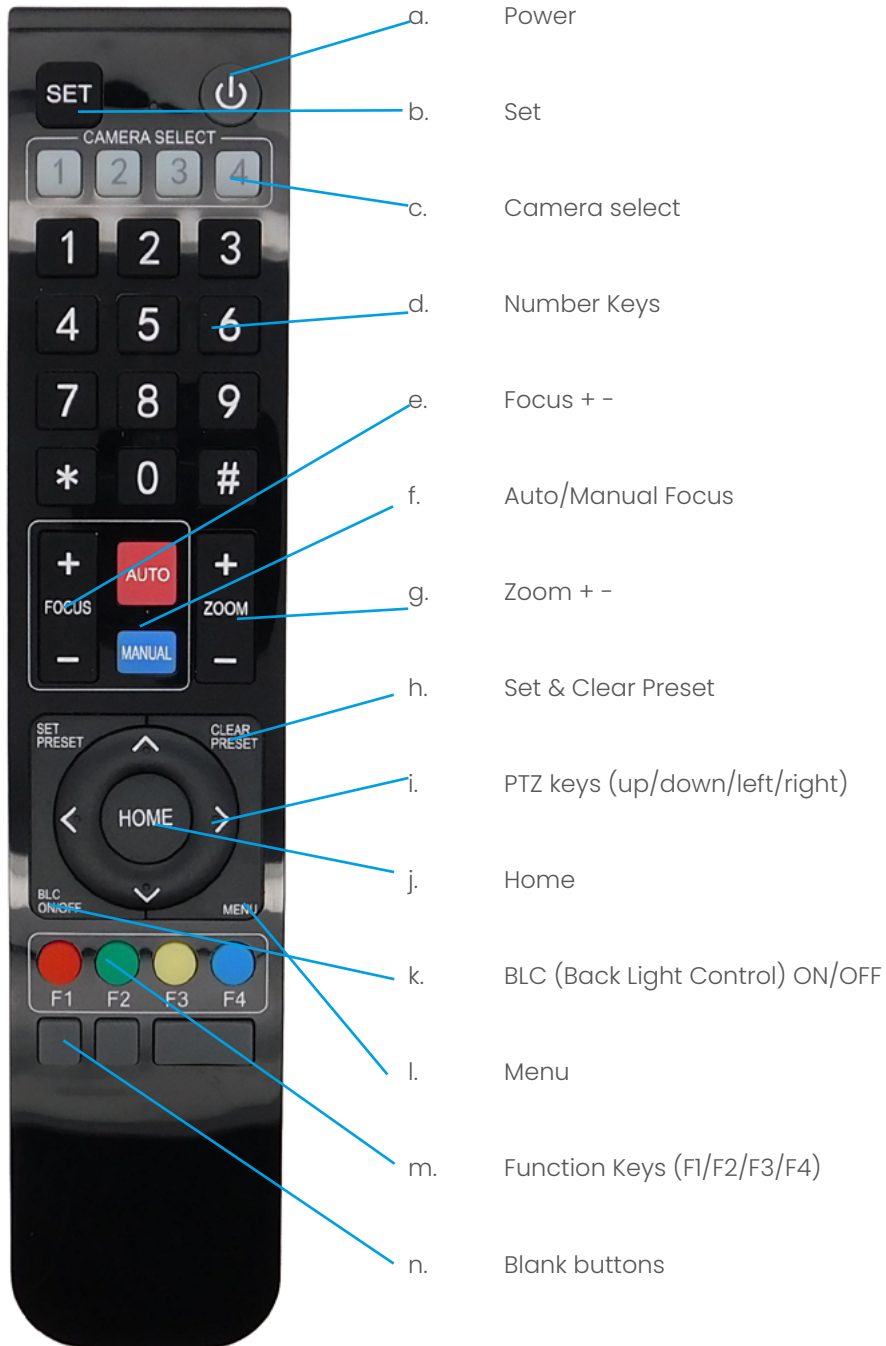 a. Power
SET
b. Set
CAMERA SELECT
1 2 3 4
c. Camera select
1 2 3
4 5 6
d. Number Keys
7 8 9
e. Focus + -
* 0 #
f. Auto/Manual Focus
+ AUTO +
FOCUS ZOOM
g. Zoom + -
- MANUAL -
h. Set & Clear Preset
SET PRESET
CLEAR PRESET
i. PTZ keys (up/down/left/right)
HOME
j. Home
BLC ON/OFF
MENU
k. BLC (Back Light Control) ON/OFF
F1 F2 F3 F4
l. Menu
m. Function Keys (F1/F2/F3/F4)
n. Blank buttons